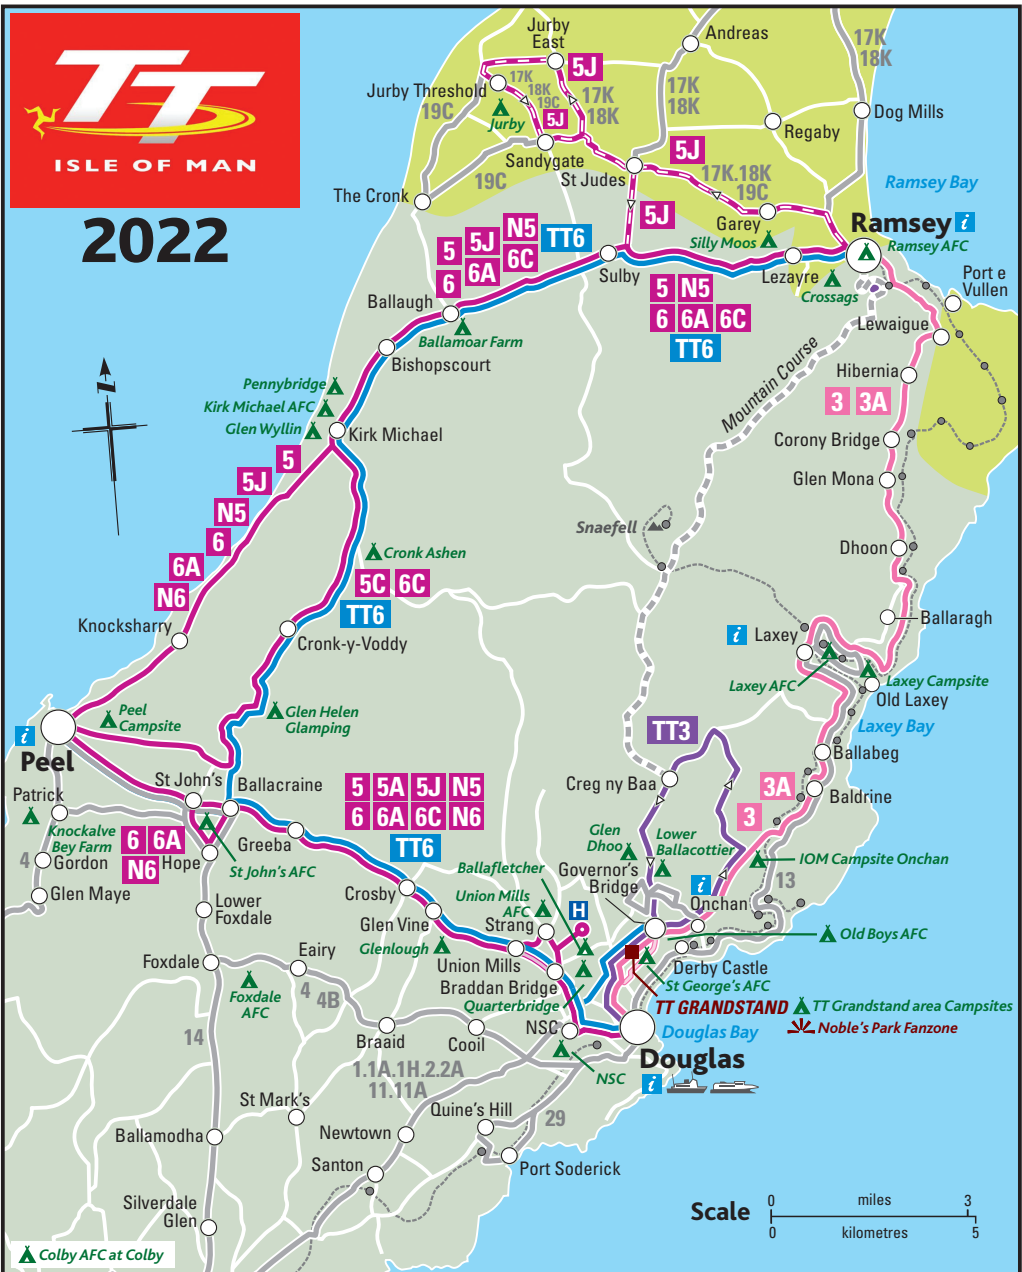 TT
ISLE OF MAN
2022
Jurby
East
5J
Andreas
17K
18K
17K
18K
Jurby Threshold
17K
18K
19C
5J
17K
18K
19C
Jurby
Dog Mills
Regaby
Sandygate
St Judes
5J
17K.18K
19C
19C
The Cronk
Ramsey Bay
5J
Garey
Ramsey i
Silly Moos
Ramsey AFC
5 5J N5 TT6
6 6A 6C
Sulby
Lezayre
Crossags
Port e
Vullen
Ballaugh
5 N5
6 6A 6C
TT6
Lewaigue
Ballamoar Farm
Bishopscourt
Mountain Course
Hibernia
N
3 3A
Pennybridge
Kirk Michael AFC
Glen Wyllin
Kirk Michael
Corony Bridge
Glen Mona
5
5J
N5
6
6A
N6
Snaefell
Dhoon
Cronk Ashen
5C 6C
TT6
Knocksharry
Cronk-y-Voddy
Ballaragh
i Laxey
Laxey AFC
Laxey Campsite
Old Laxey
Laxey Bay
Peel
Campsite
Glen Helen
Glamping
i
Peel
TT3
Ballabeg
St John's
Ballacraine
5 5A 5J N5
6 6A 6C N6
TT6
Creg ny Baa
3A
3
Baldrine
Patrick
Knockalve
Bey Farm
6 6A
N6
Hope
Greeba
St John's AFC
Glen
Dhoo
Lower
Ballacottier
4
Gordon
Glen Maye
Ballafletcher
Governor's
Bridge
IOM Campsite Onchan
13
i
Onchan
Crosby
Union Mills
AFC
H
Lower
Foxdale
Glen Vine
Strang
Old Boys AFC
Glenlough
Foxdale
Eairy
Union Mills
Braddan Bridge
Derby Castle
St George's AFC
Foxdale
AFC
4
4B
Quarterbridge
TT GRANDSTAND
TT Grandstand area Campsites
Noble's Park Fanzone
14
Braaid
Cooil
NSC
Douglas Bay
Douglas
i
NSC
1.1A.1H.2.2A
11.11A
St Mark's
Quine's Hill
29
Ballamodha
Newtown
Santon
Port Soderick
Silverdale
Glen
Scale
0 miles 3
0 kilometres 5
Colby AFC at Colby